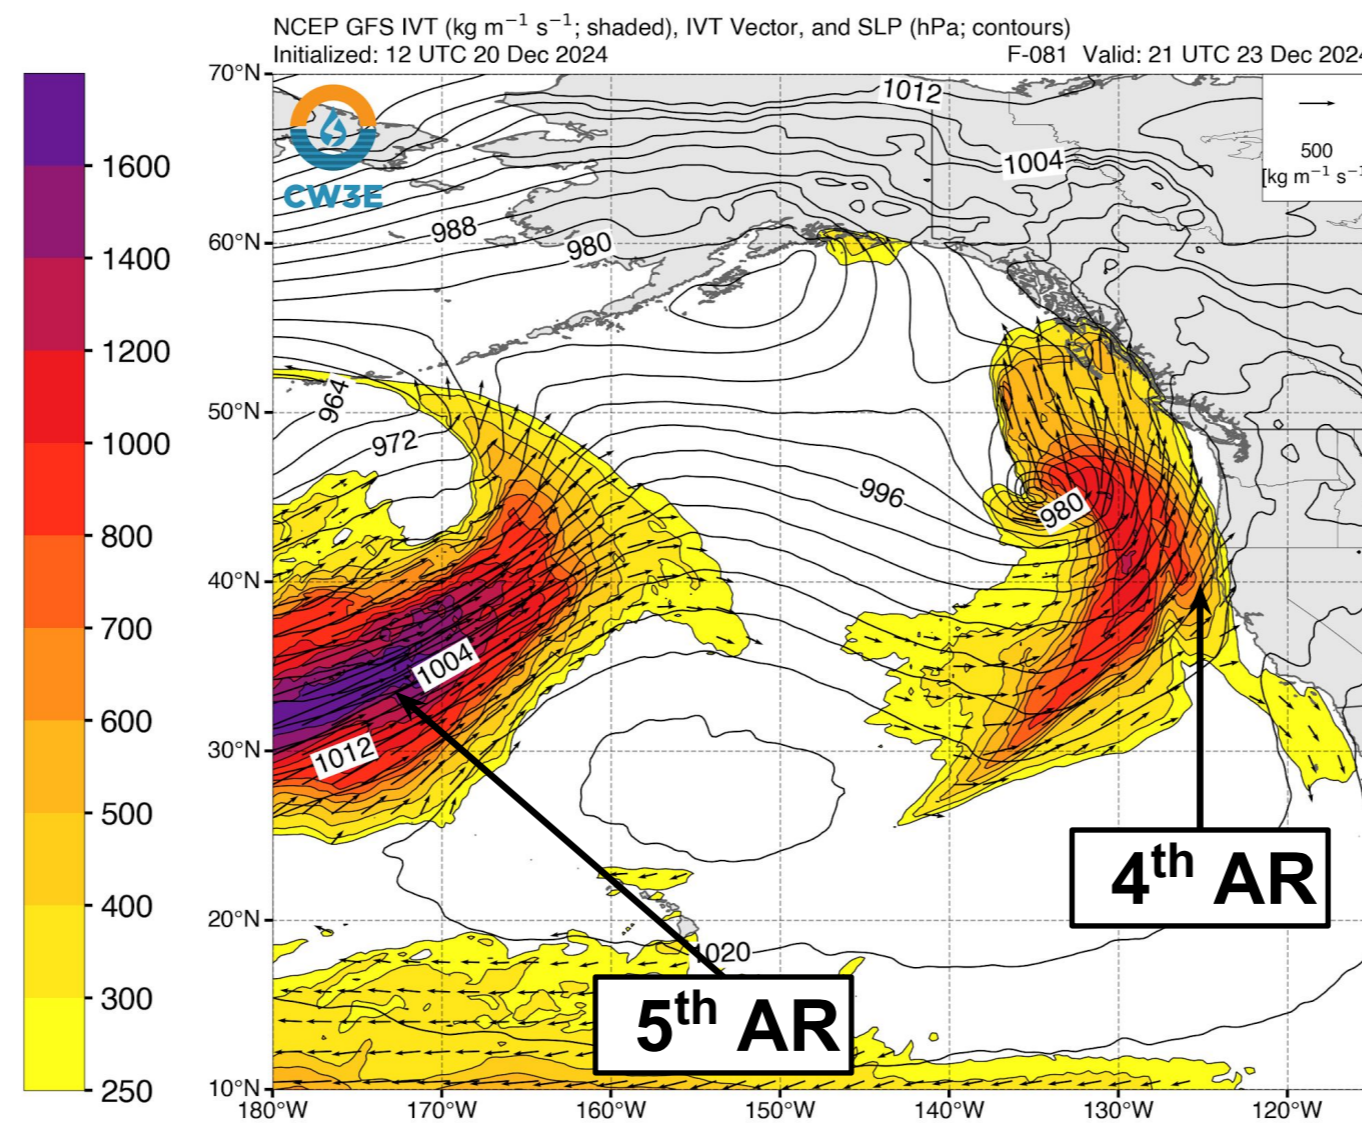 NCEP GFS IVT (kg m⁻¹ s⁻¹; shaded), IVT Vector, and SLP (hPa; contours)
Initialized: 12 UTC 20 Dec 2024
F-081 Valid: 21 UTC 23 Dec 2024
1600
1400
1200
1000
800
700
600
500
400
300
250
70°N
60°N
50°N
40°N
30°N
20°N
10°N
CW3E
1012
1004
500
[kg m⁻¹ s⁻¹
988
980
964
972
996
980
1004
1012
4th AR
1020
5th AR
180°W
170°W
160°W
150°W
140°W
130°W
120°W